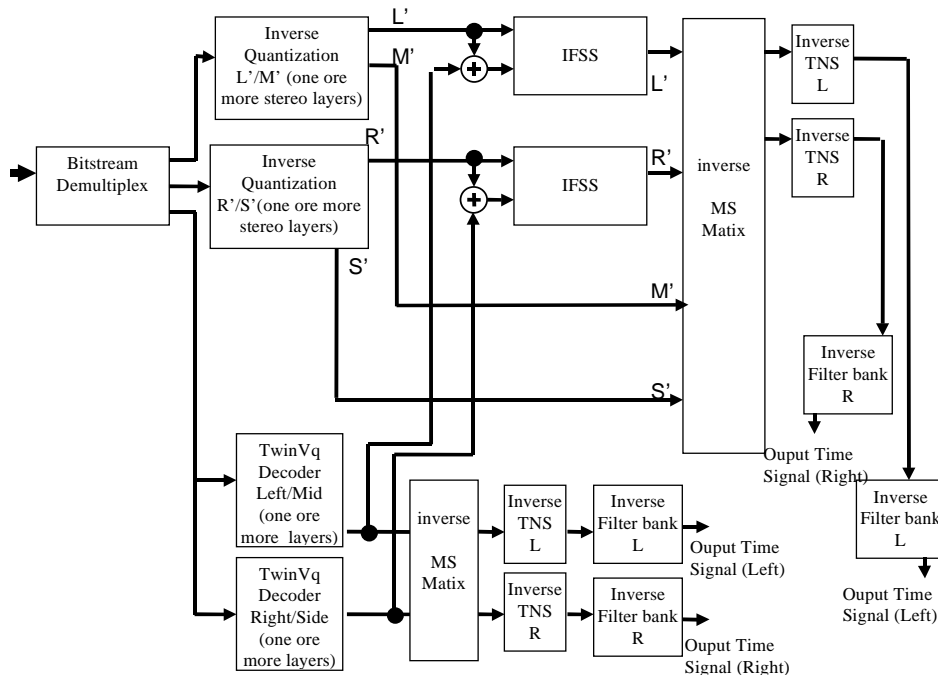 L'
Inverse
Quantization
L'/M' (one ore
more stereo layers)
M'
IFSS
L'
Inverse
TNS
L
Bitstream
Demultiplex
R'
Inverse
Quantization
R'/S'(one ore more
stereo layers)
S'
IFSS
R'
inverse
MS
Matix
Inverse
TNS
R
M'
S'
Inverse
Filter bank
R
Ouput Time
Signal (Right)
Inverse
Filter bank
L
Ouput Time
Signal (Left)
TwinVq
Decoder
Left/Mid
(one ore
more layers)
inverse
MS
Matix
Inverse
TNS
L
Inverse
Filter bank
L
Ouput Time
Signal (Left)
TwinVq
Decoder
Right/Side
(one ore
more layers)
Inverse
TNS
R
Inverse
Filter bank
R
Ouput Time
Signal (Right)